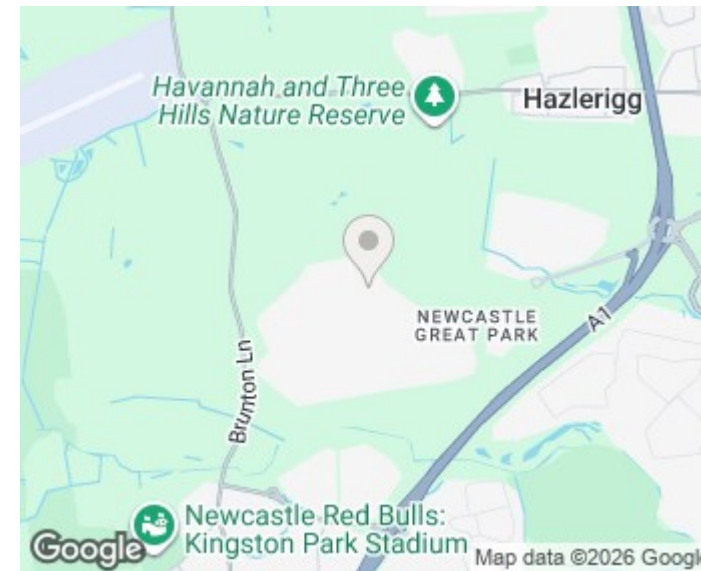 Havannah and Three
Hills Nature Reserve
Hazlerigg
NEWCASTLE
GREAT PARK
A1
Brunton Ln
Newcastle Red Bulls:
Kingston Park Stadium
Google
Map data ©2026 Google